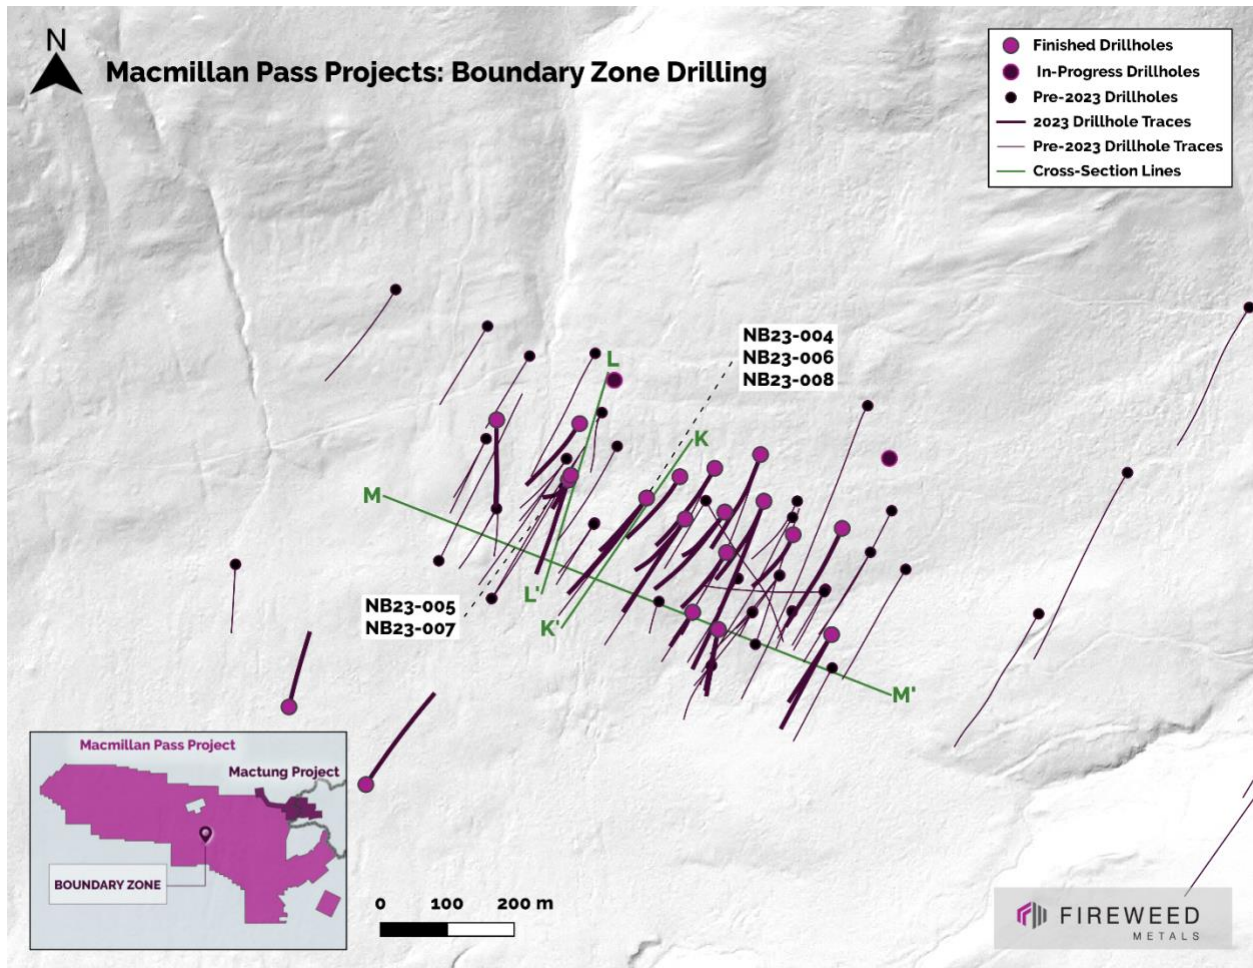 N
Macmillan Pass Projects: Boundary Zone Drilling
Finished Drillholes
In-Progress Drillholes
Pre-2023 Drillholes
2023 Drillhole Traces
Pre-2023 Drillhole Traces
Cross-Section Lines
NB23-004
NB23-006
NB23-008
L
K
M
L'
K'
M'
NB23-005
NB23-007
Macmillan Pass Project
Mactung Project
BOUNDARY ZONE
0 100 200 m
FIREWEED
METALS